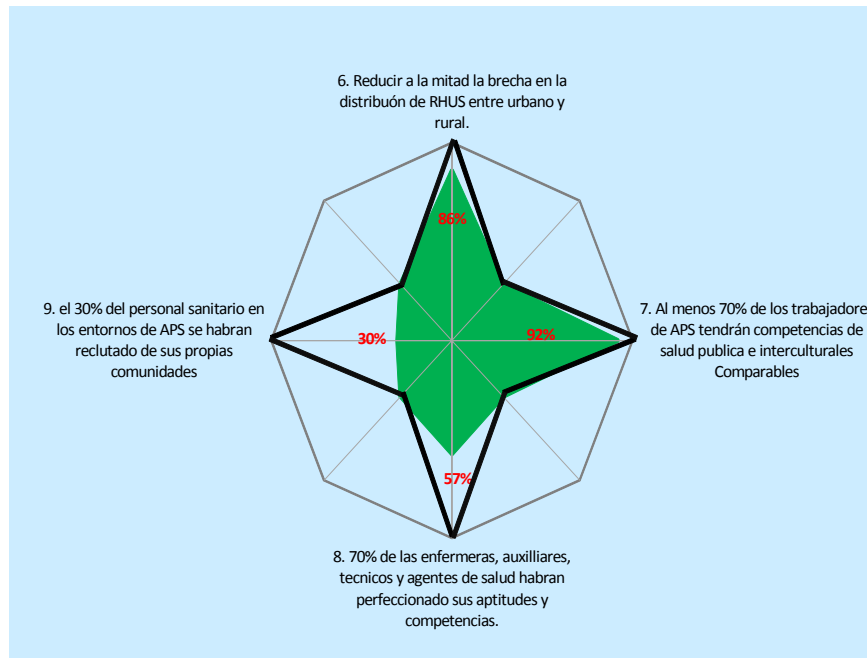 6. Reducir a la mitad la brecha en la
distribuón de RHUS entre urbano y
rural.
86%
9. el 30% del personal sanitario en
los entornos de APS se habran
reclutado de sus propias
comunidades
30%
92%
7. Al menos 70% de los trabajadore
de APS tendrán competencias de
salud publica e interculturales
Comparables
57%
8. 70% de las enfermeras, auxilliares,
tecnicos y agentes de salud habran
perfeccionado sus aptitudes y
competencias.